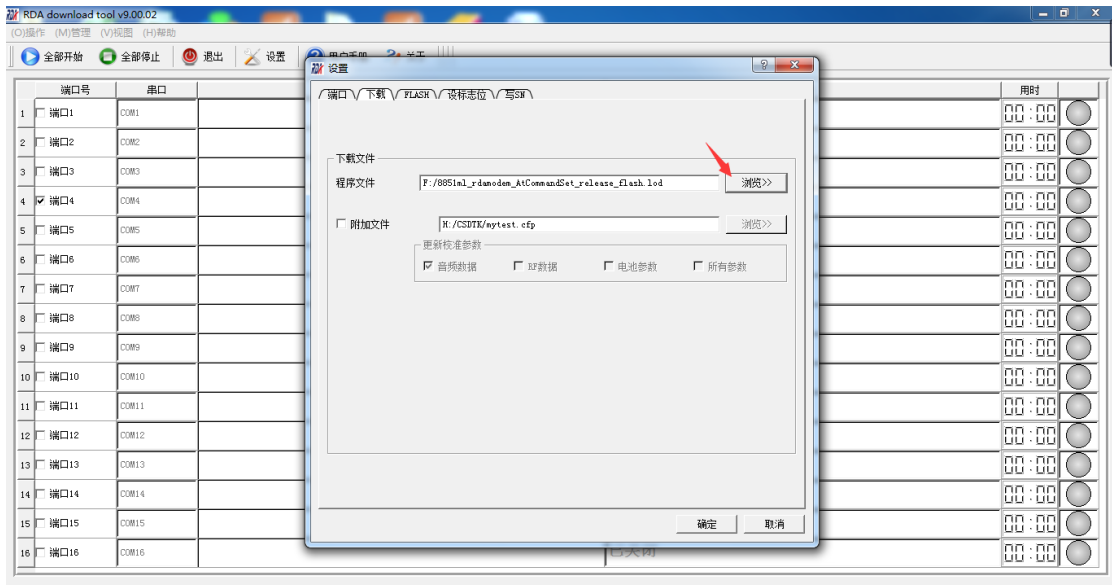 RDA download tool v9.00.02
(O)操作 (M)管理 (V)视图 (H)帮助
全部开始 全部停止 退出 设置 用户手册 关于
端口号 串口 用时
设置
端口 下载 FLASH 设标志位 写SN
下载文件
程序文件 F:/8851ml_rdamodem_AtCommandSet_release_flash.lod 浏览>>
附加文件 H:/CSDTK/mytest.cfp 浏览>>
更新校准参数
音频数据 RF数据 电池参数 所有参数
确定 取消
1 端口1 COM1 00:00
2 端口2 COM2 00:00
3 端口3 COM3 00:00
4 端口4 COM4 00:00
5 端口5 COM5 00:00
6 端口6 COM6 00:00
7 端口7 COM7 00:00
8 端口8 COM8 00:00
9 端口9 COM9 00:00
10 端口10 COM10 00:00
11 端口11 COM11 00:00
12 端口12 COM12 00:00
13 端口13 COM13 00:00
14 端口14 COM14 00:00
15 端口15 COM15 00:00
16 端口16 COM16 已关闭 00:00